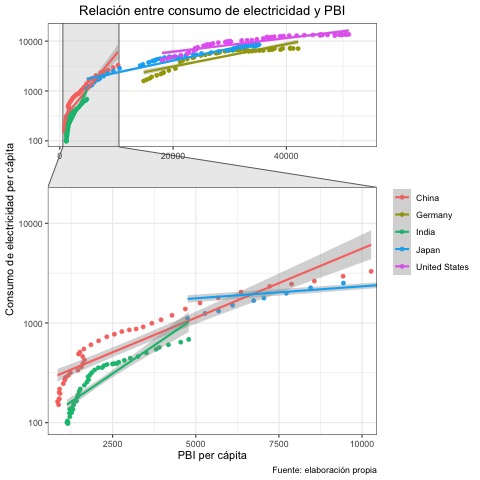 Relación entre consumo de electricidad y PBI
Consumo de electricidad per cápita
10000
1000
100
0
20000
40000
10000
1000
100
2500
5000
7500
10000
PBI per cápita
China
Germany
India
Japan
United States
Fuente: elaboración propia